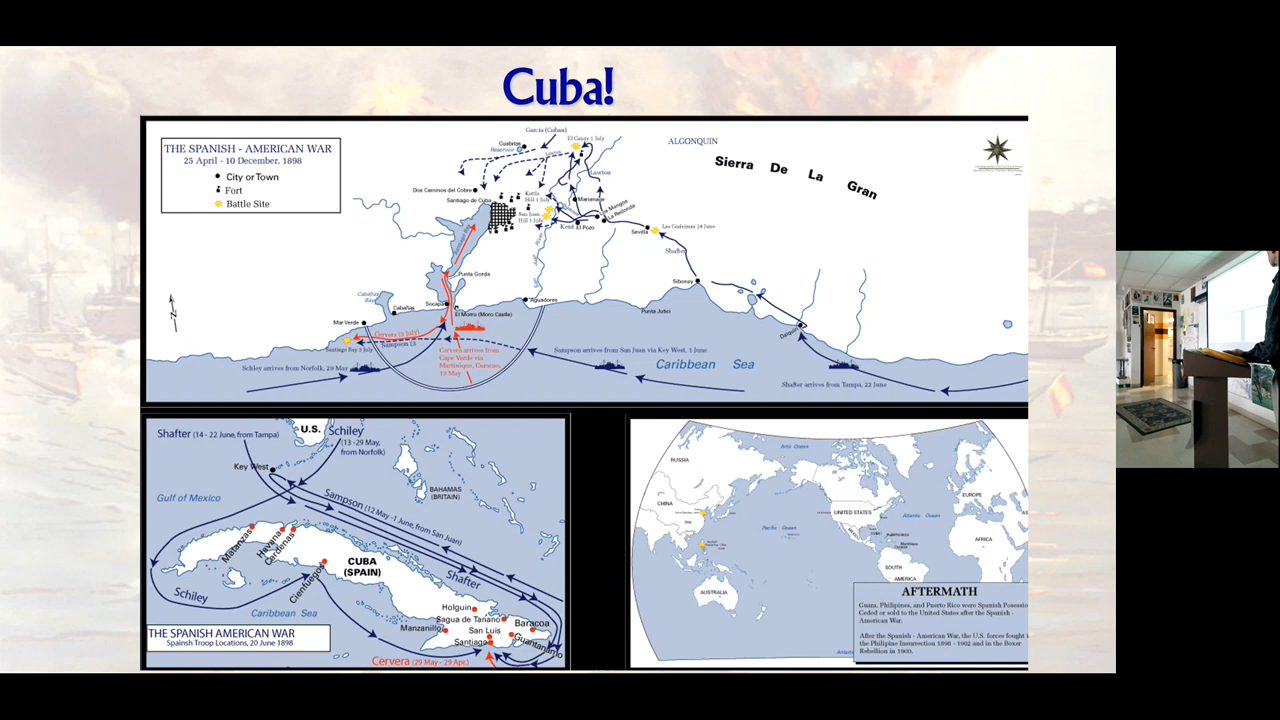 Cuba!
THE SPANISH - AMERICAN WAR
25 April - 10 December, 1898
City or Town
Fort
Battle Site
Garcia (Cuban)
El Caney 1 July
Cuabitas
Reservoir
Lawton
Dos Caminos del Cobre
Santiago de Cuba
Kettle
Hill 1 July
San Juan
Hill 1 July
Marianage
Kent
El Pozo
La Redonda
Sevilla
Las Guásimas 24 June
Shafter
ALGONQUIN
Sierra De La Gran
Siboney
Daiquiri
Punta Gorda
Cabañas
Bay
Cabañas
Socapa
El Morro (Moro Castle)
Aguadores
Punta Jutici
Mar Verde
Cervera (3 July)
Sampson (3
Santiago Bay 3 July
Cervera arrives from
Cape Verde via
Martinique, Curacao,
19 May
Schley arrives from Norfolk, 29 May
Sampson arrives from San Juan via Key West, 1 June
Caribbean Sea
Shafter arrives from Tampa, 22 June
N
Shafter (14 - 22 June, from Tampa)
U.S.
Schiley
(13 -29 May,
from Norfolk)
Key West
Gulf of Mexico
BAHAMAS
(BRITAIN)
Sampson (12 May -1 June, from San Juan)
Matanzas
Havana
Cardenas
Cienfuegos
CUBA
(SPAIN)
Shafter
Schiley
Caribbean Sea
Holguin
Sagua de Tanano
Baracoa
Manzanillo
San Luis
Santiago
Guantanamo
Cervera (29 May - 29 Apr.)
THE SPANISH AMERICAN WAR
Spainsh Troop Locations, 20 June 1898
RUSSIA
CHINA
AUSTRALIA
Pacific Ocean
Arctic Ocean
UNITED STATES
Atlantic Ocean
EUROPE
AFRICA
SOUTH
AMERICA
AFTERMATH
Guam, Philipines, and Puerto Rico were Spanish Posessio
Ceded or sold to the United States after the Spanish -
American War.
After the Spanish - American War, the U.S. forces fought i
the Philipine Insurrection 1898 - 1902 and in the Boxer
Rebellion in 1900.